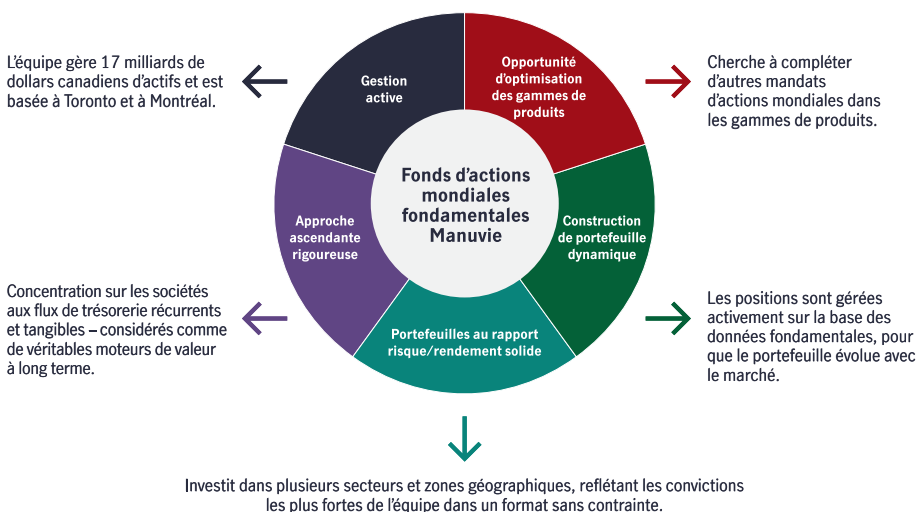 L'équipe gère 17 milliards de
dollars canadiens d'actifs et est
basée à Toronto et à Montréal.
Gestion
active
Opportunité
d'optimisation
des gammes de
produits
Cherche à compléter
d'autres mandats
d'actions mondiales dans
les gammes de produits.
Fonds d'actions
mondiales
fondamentales
Manuvie
Approche
ascendante
rigoureuse
Construction
de portefeuille
dynamique
Concentration sur les sociétés
aux flux de trésorerie récurrents
et tangibles – considérés comme
de véritables moteurs de valeur
à long terme.
Portefeuilles au rapport
risque/rendement solide
Les positions sont gérées
activement sur la base des
données fondamentales, pour
que le portefeuille évolue avec
le marché.
Investit dans plusieurs secteurs et zones géographiques, reflétant les convictions
les plus fortes de l'équipe dans un format sans contrainte.